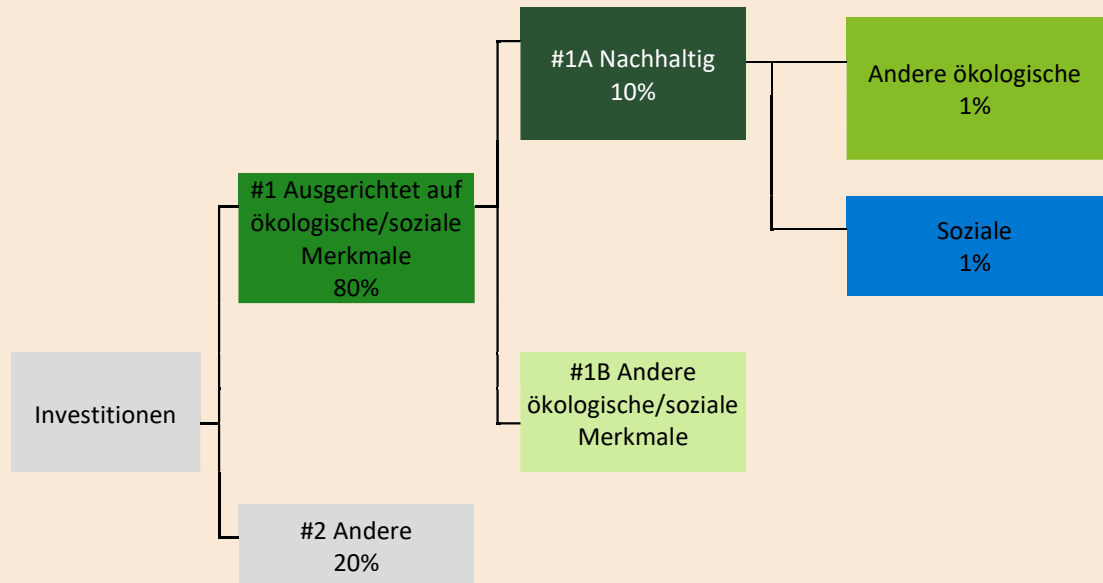 #1A Nachhaltig
10%
Andere ökologische
1%
#1 Ausgerichtet auf
ökologische/soziale
Merkmale
80%
Soziale
1%
Investitionen
#1B Andere
ökologische/soziale
Merkmale
#2 Andere
20%